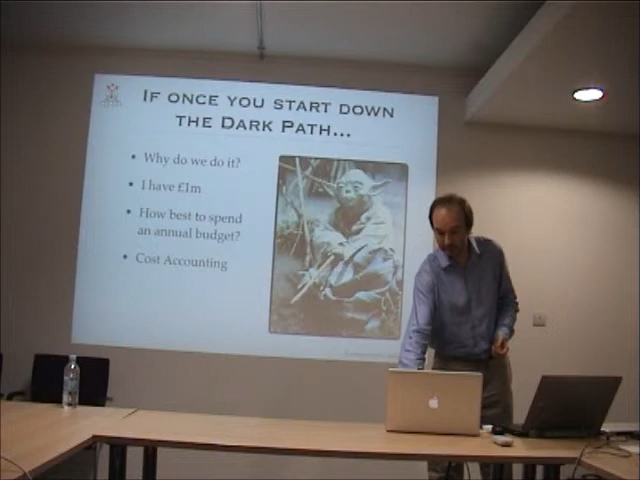 IF ONCE YOU START DOWN
THE DARK PATH...
• Why do we do it?
• I have £1m
• How best to spend
an annual budget?
• Cost Accounting